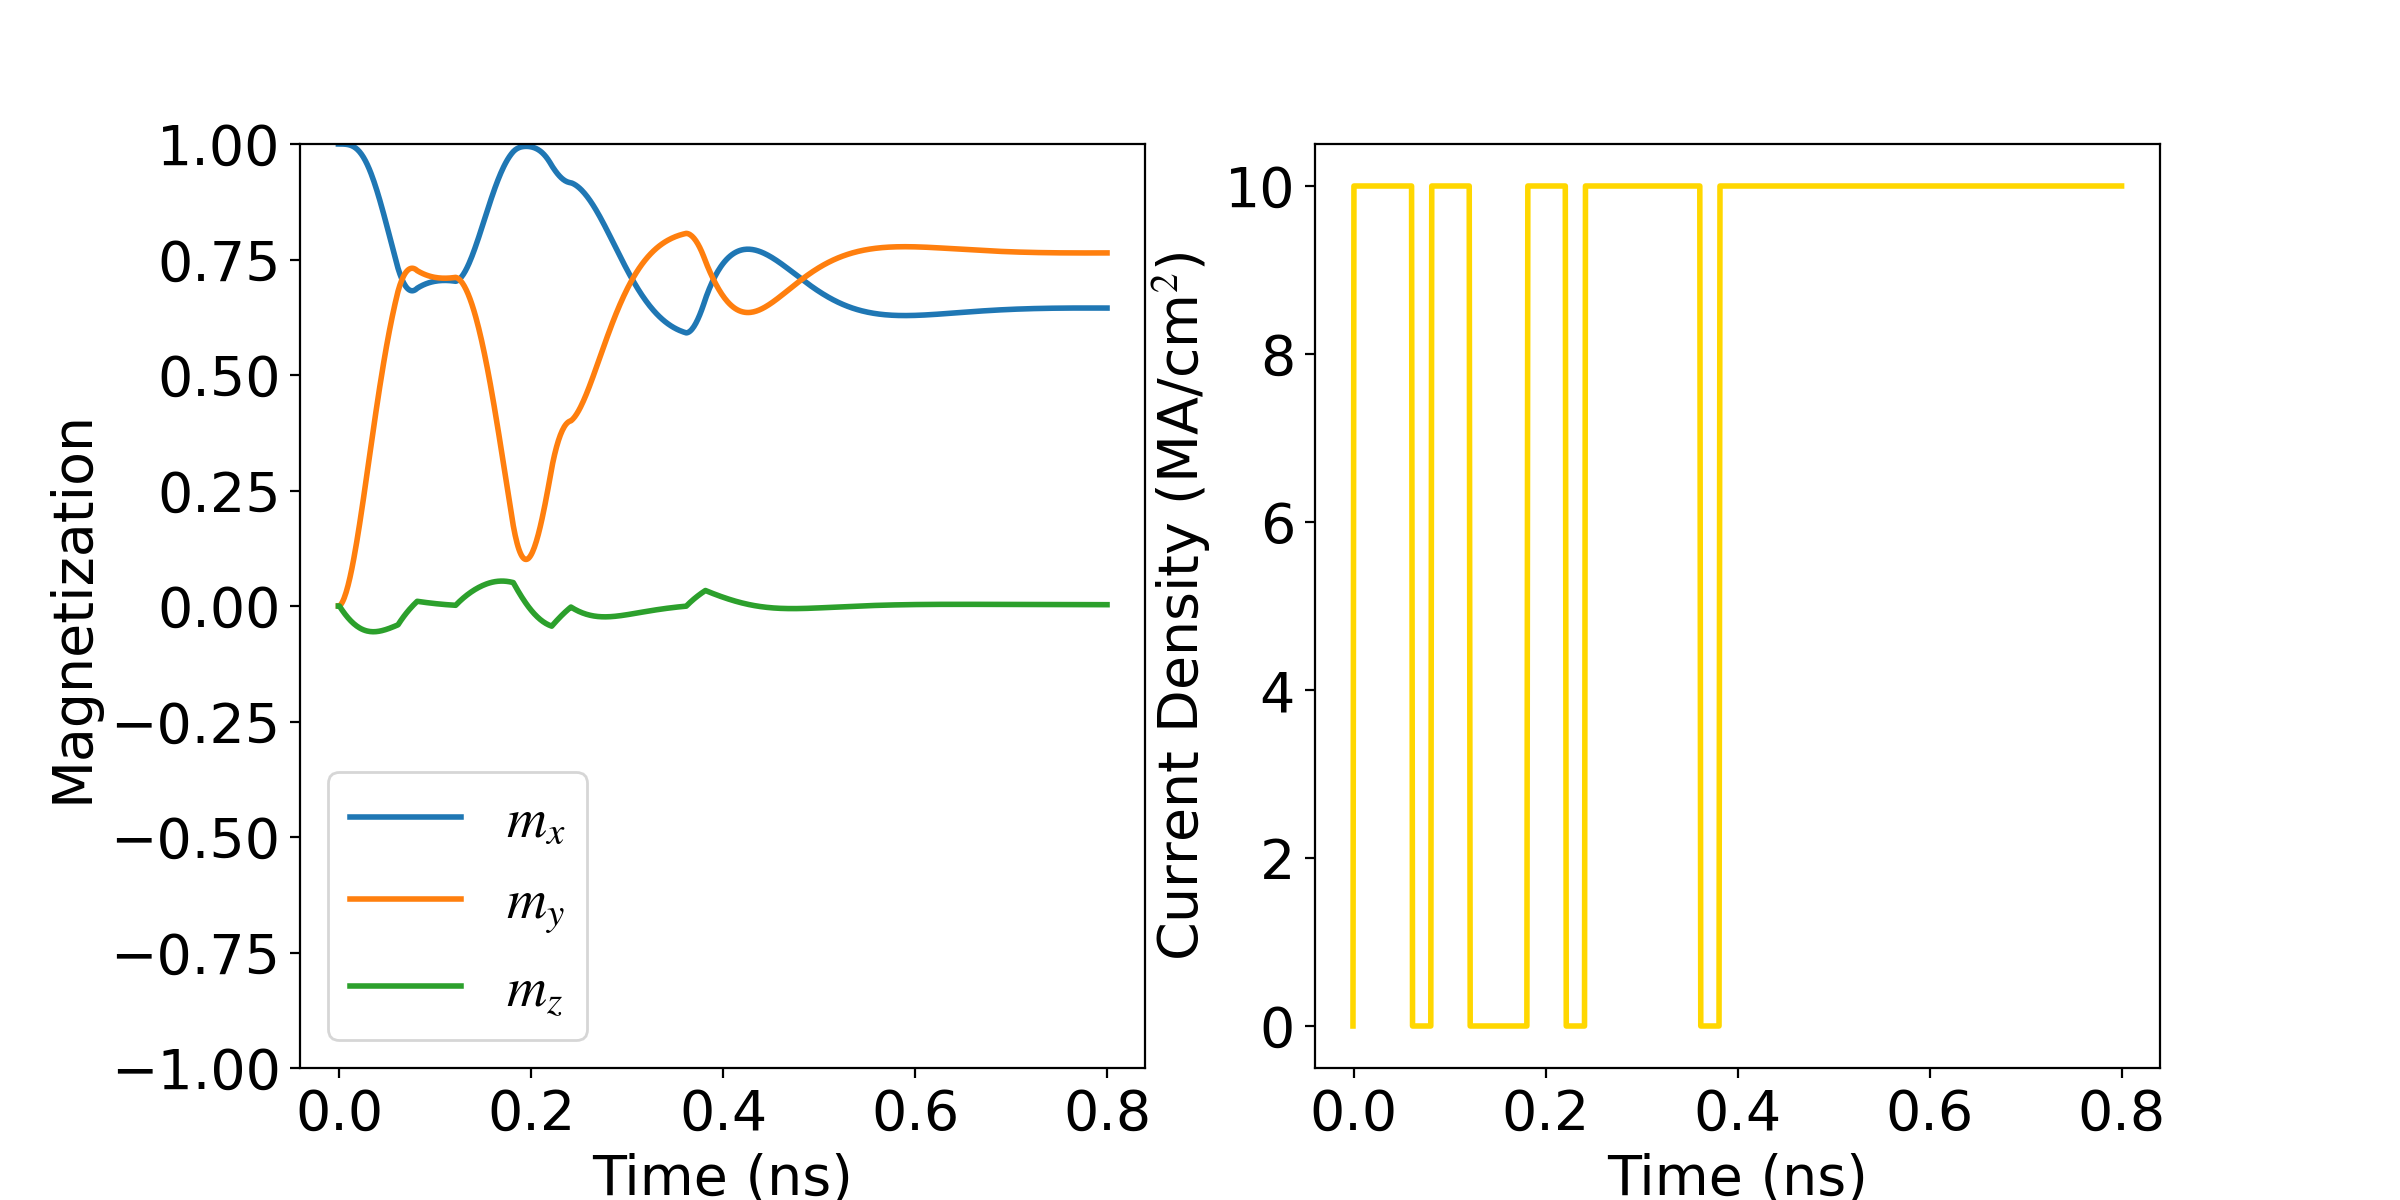 1.00
0.75
0.50
0.25
0.00
−0.25
−0.50
−0.75
−1.00
Magnetization
m_x
m_y
m_z
0.0 0.2 0.4 0.6 0.8
Time (ns)
10
8
6
4
2
0
Current Density (MA/cm²)
0.0 0.2 0.4 0.6 0.8
Time (ns)